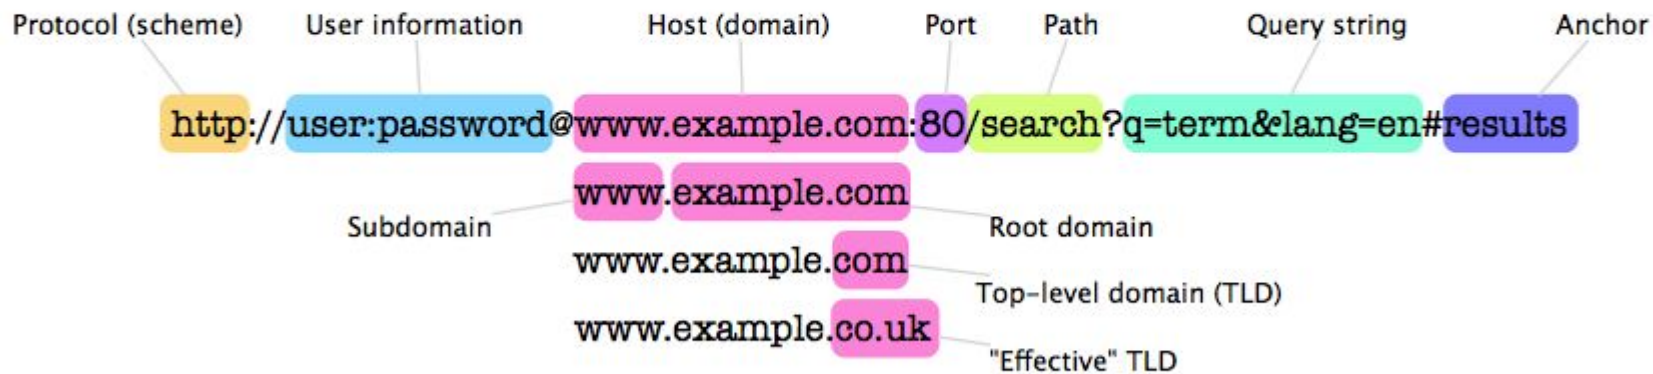 Protocol (scheme) User information Host (domain) Port Path Query string Anchor
http://user:password@www.example.com:80/search?q=term&lang=en#results
www.example.com
Subdomain Root domain
www.example.com
Top-level domain (TLD)
www.example.co.uk
"Effective" TLD